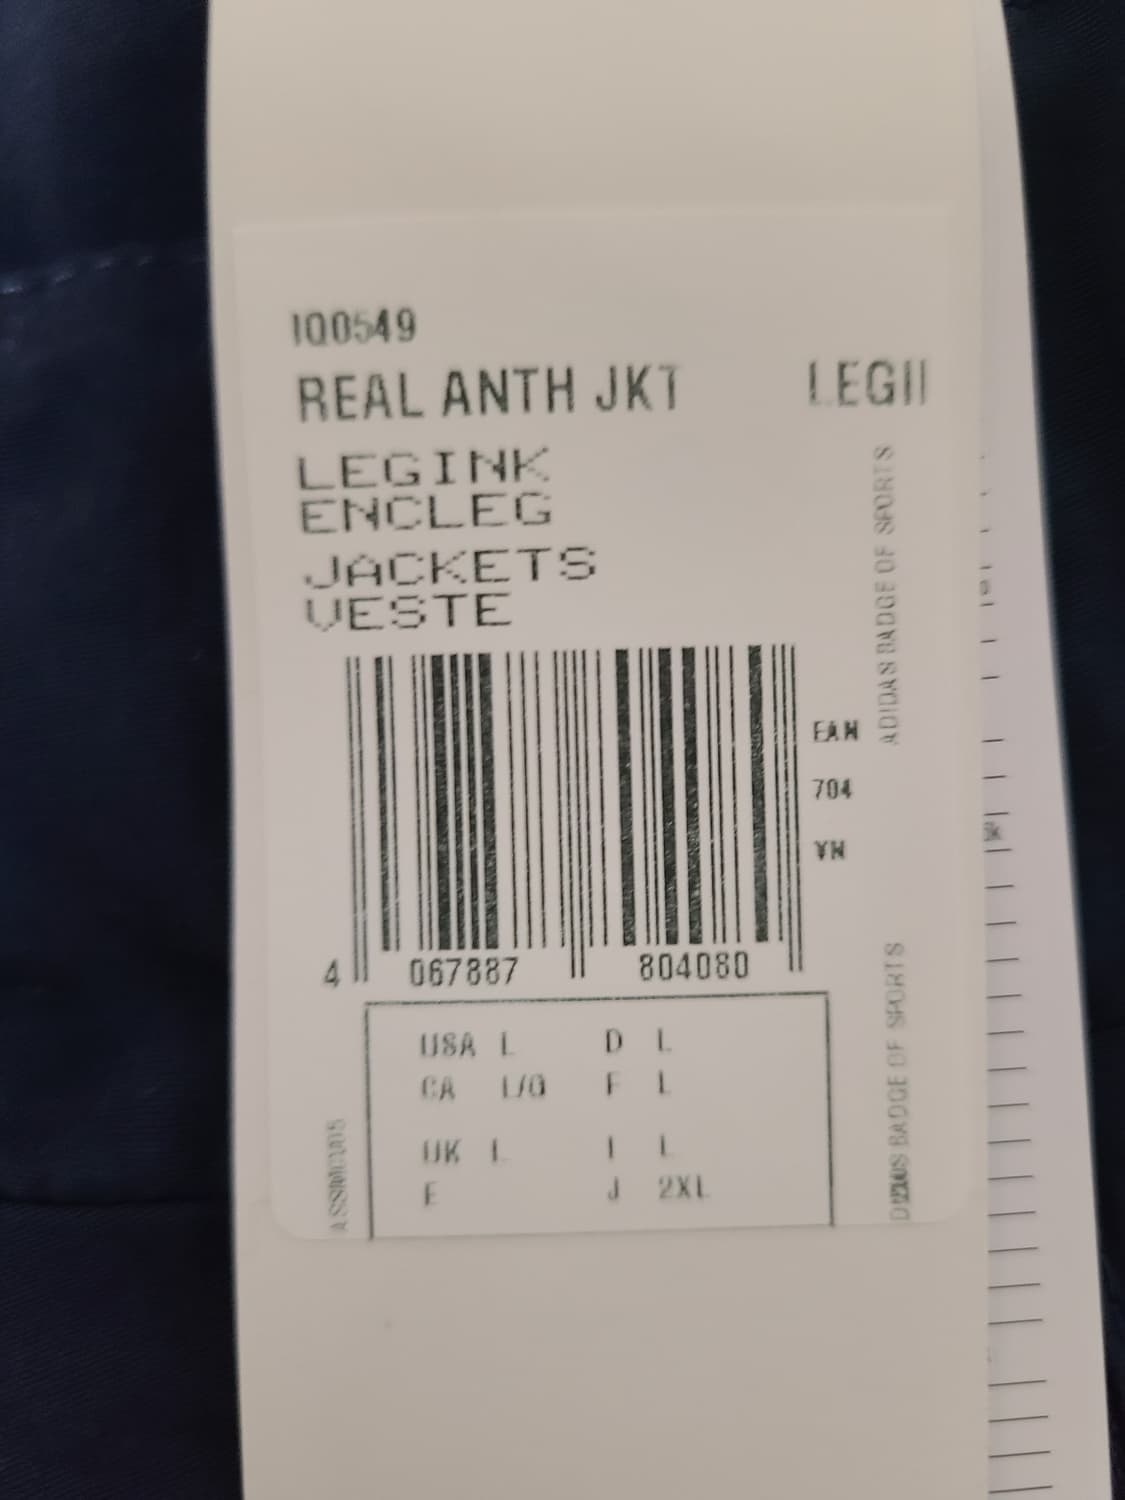 IQ0549
REAL ANTH JKT LEGII
LEGINK
ENCLEG
JACKETS
VESTE
EAN
704
VN
4 067887 804080
USA L D L
CA L/G F L
UK L I L
E J 2XL
ASSMC005
ADIDAS BADGE OF SPORTS
BADGE OF SPORTS